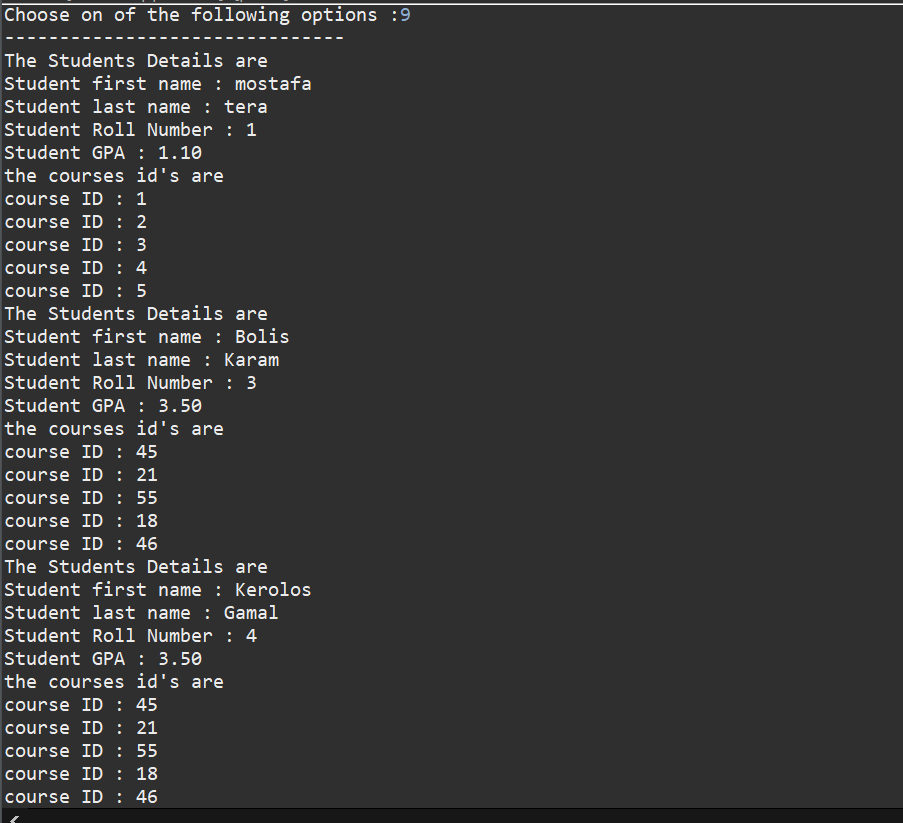 Choose on of the following options :9
-------------------------------
The Students Details are
Student first name : mostafa
Student last name : tera
Student Roll Number : 1
Student GPA : 1.10
the courses id's are
course ID : 1
course ID : 2
course ID : 3
course ID : 4
course ID : 5
The Students Details are
Student first name : Bolis
Student last name : Karam
Student Roll Number : 3
Student GPA : 3.50
the courses id's are
course ID : 45
course ID : 21
course ID : 55
course ID : 18
course ID : 46
The Students Details are
Student first name : Kerolos
Student last name : Gamal
Student Roll Number : 4
Student GPA : 3.50
the courses id's are
course ID : 45
course ID : 21
course ID : 55
course ID : 18
course ID : 46